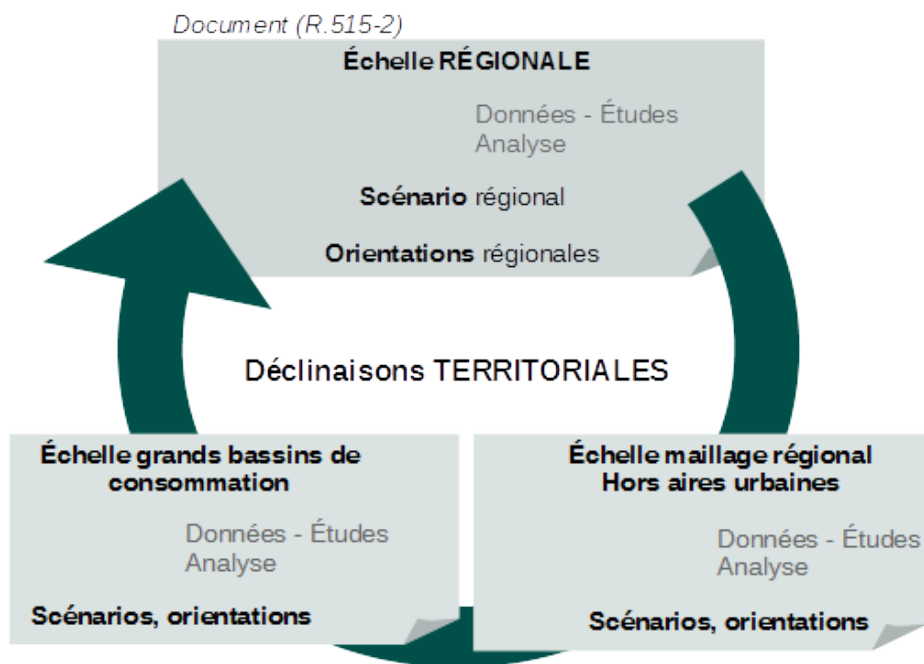 Document (R.515-2)
Échelle RÉGIONALE
Données - Études
Analyse
Scénario régional
Orientations régionales
Déclinaisons TERRITORIALES
Échelle grands bassins de
consommation
Données - Études
Analyse
Scénarios, orientations
Échelle maillage régional
Hors aires urbaines
Données - Études
Analyse
Scénarios, orientations